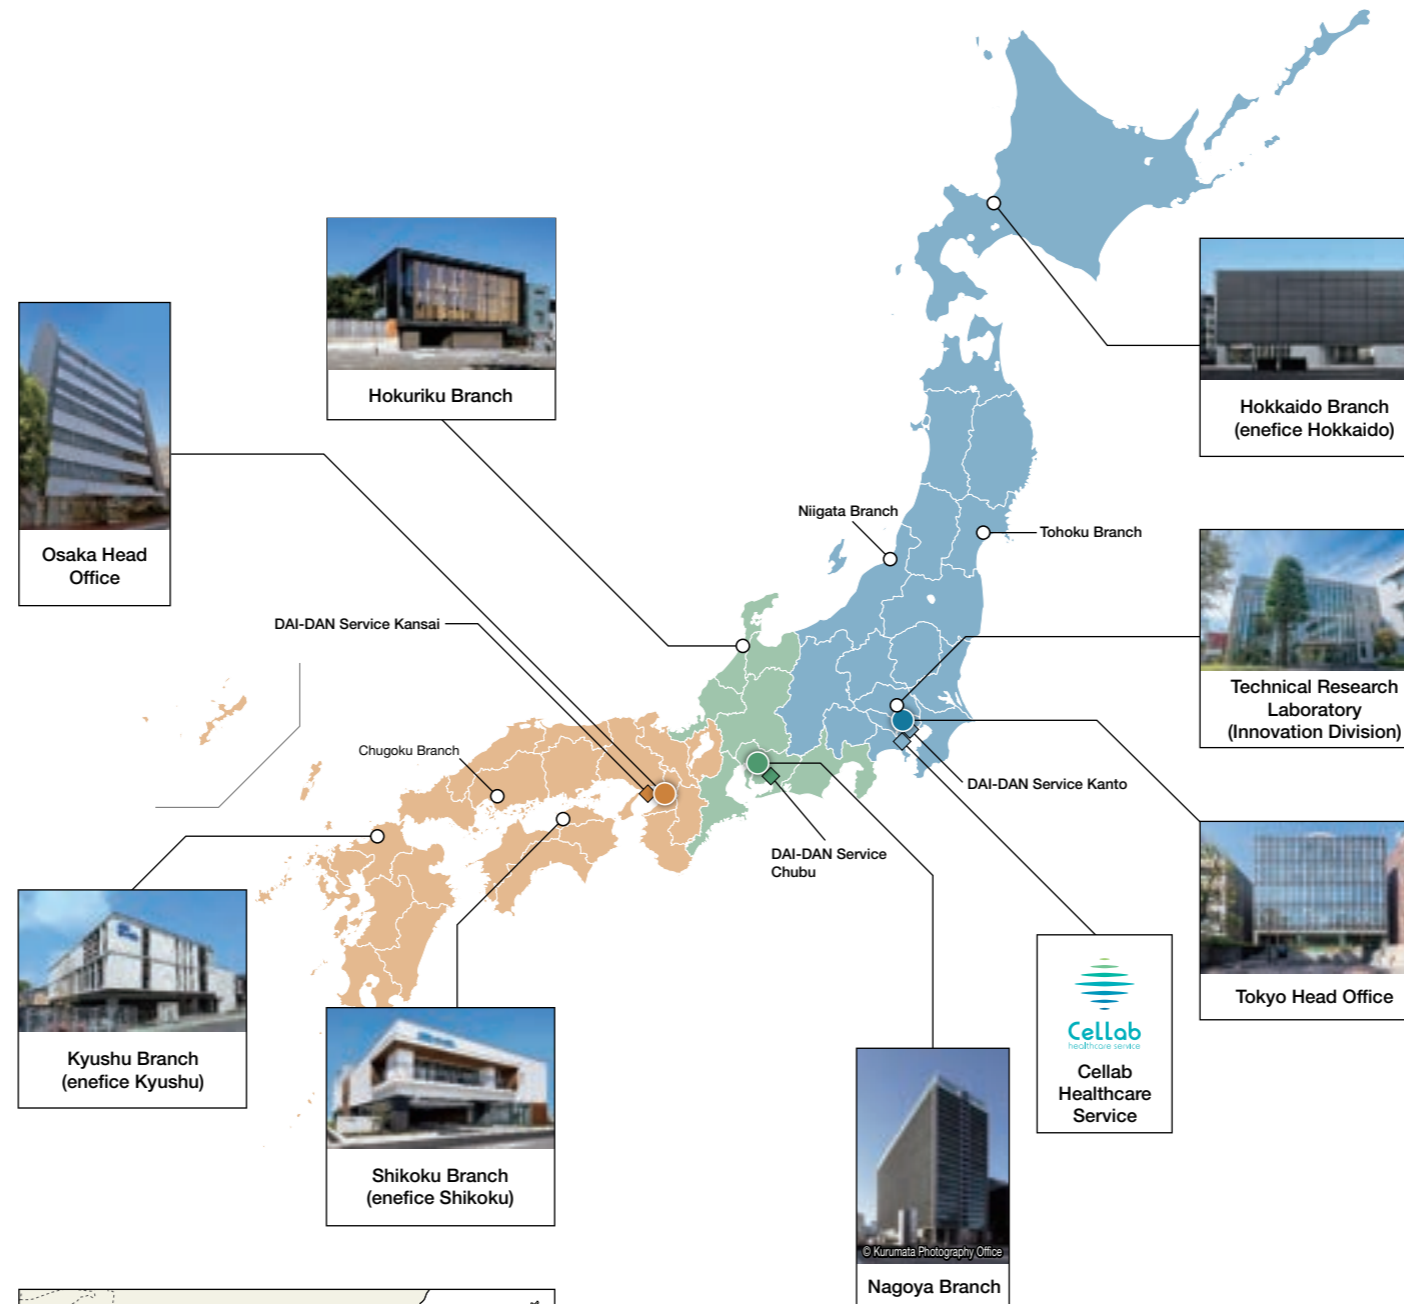 Hokuriku Branch
Hokkaido Branch
(enefice Hokkaido)
Osaka Head
Office
Niigata Branch
Tohoku Branch
DAI-DAN Service Kansai
Technical Research
Laboratory
(Innovation Division)
Chugoku Branch
DAI-DAN Service Kanto
DAI-DAN Service
Chubu
Tokyo Head Office
Kyushu Branch
(enefice Kyushu)
Cellab
healthcare service
Cellab
Healthcare
Service
Shikoku Branch
(enefice Shikoku)
© Kurumata Photography Office
Nagoya Branch